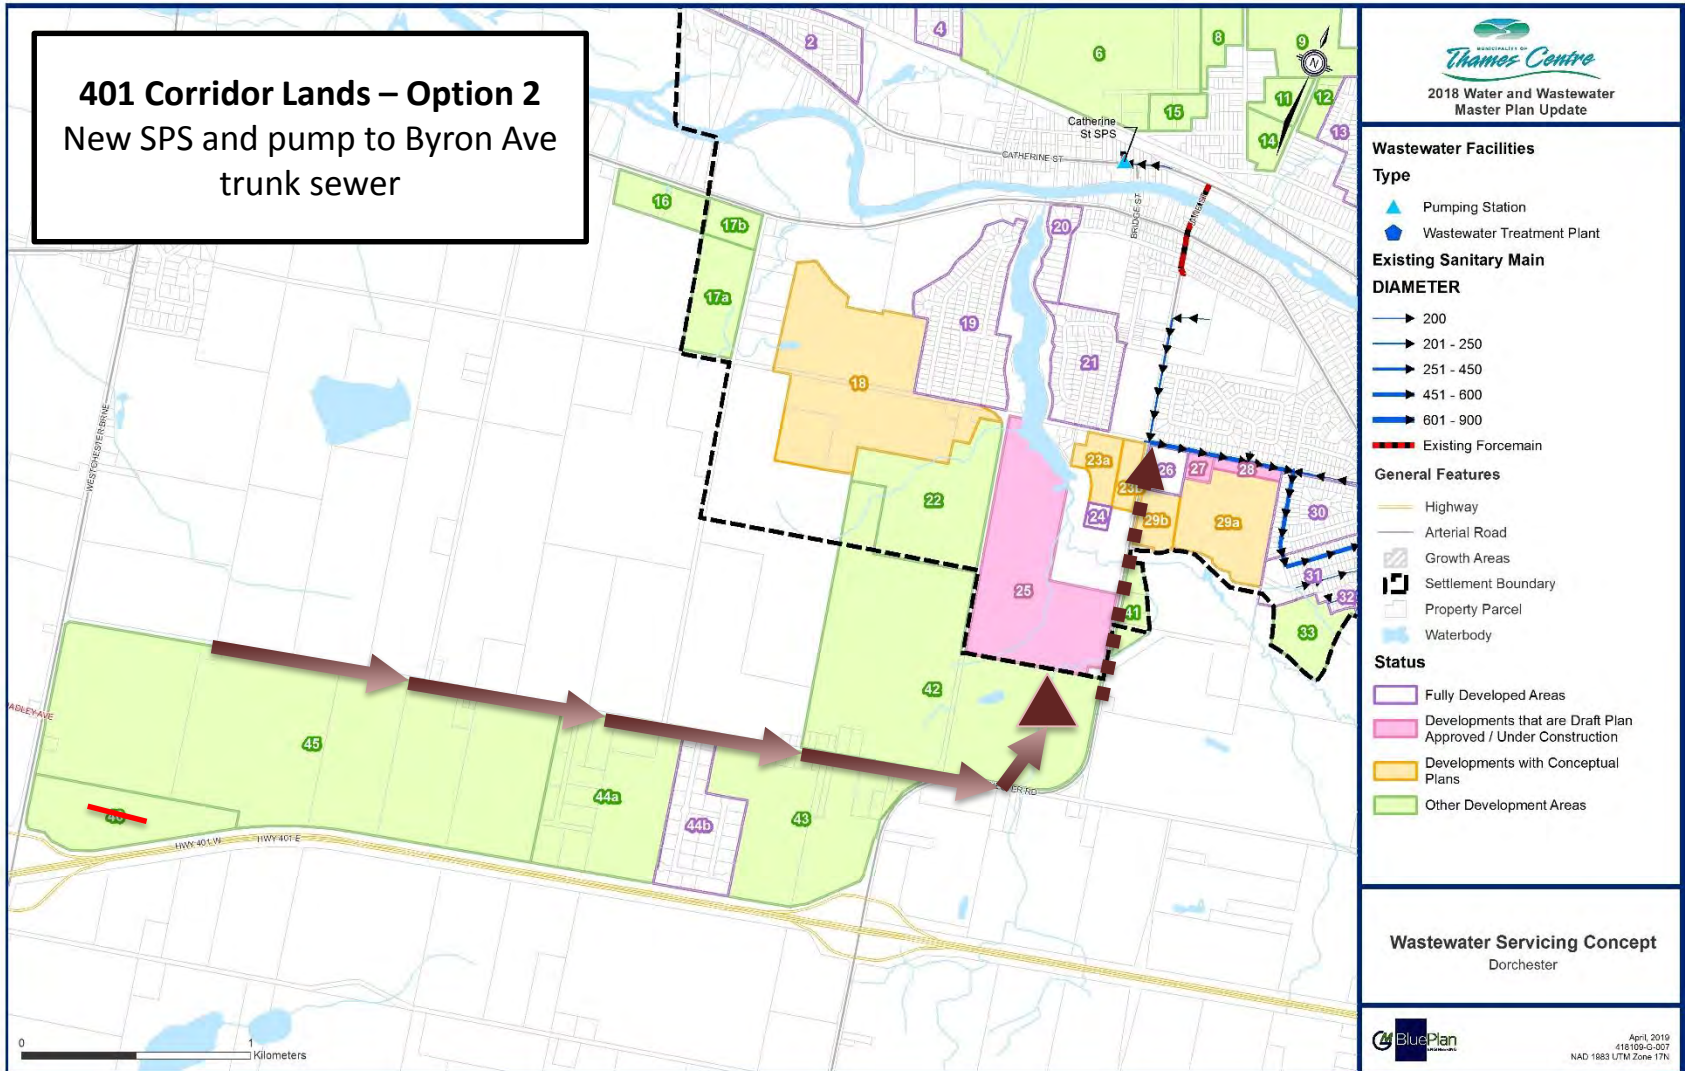 401 Corridor Lands – Option 2
New SPS and pump to Byron Ave
trunk sewer
2
4
6
8
9
N
11
12
13
14
15
Catherine
St SPS
CATHERINE ST
BRIDGE ST
16
17b
17a
18
19
20
21
22
23a
23b
24
25
26
27
28
29a
29b
30
31
32
33
41
42
43
44a
44b
45
WESTCHESTER BRNE
HWY 401 W
HWY 401 E
0
1
Kilometers
MUNICIPALITY OF
Thames Centre
2018 Water and Wastewater
Master Plan Update
Wastewater Facilities
Type
Pumping Station
Wastewater Treatment Plant
Existing Sanitary Main
DIAMETER
200
201 - 250
251 - 450
451 - 600
601 - 900
Existing Forcemain
General Features
Highway
Arterial Road
Growth Areas
Settlement Boundary
Property Parcel
Waterbody
Status
Fully Developed Areas
Developments that are Draft Plan
Approved / Under Construction
Developments with Conceptual
Plans
Other Development Areas
Wastewater Servicing Concept
Dorchester
GM BluePlan
April, 2019
418109-G-007
NAD 1983 UTM Zone 17N